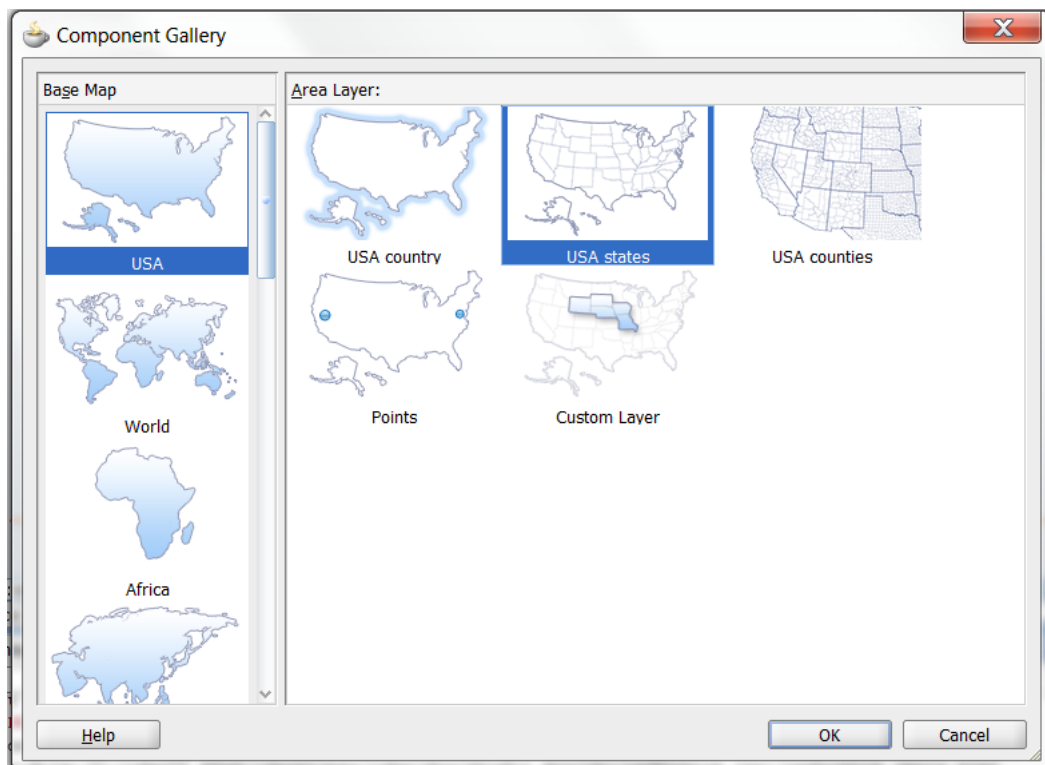 Component Gallery
X
Base Map
Area Layer:
USA
World
Africa
USA country
USA states
USA counties
Points
Custom Layer
Help
OK
Cancel